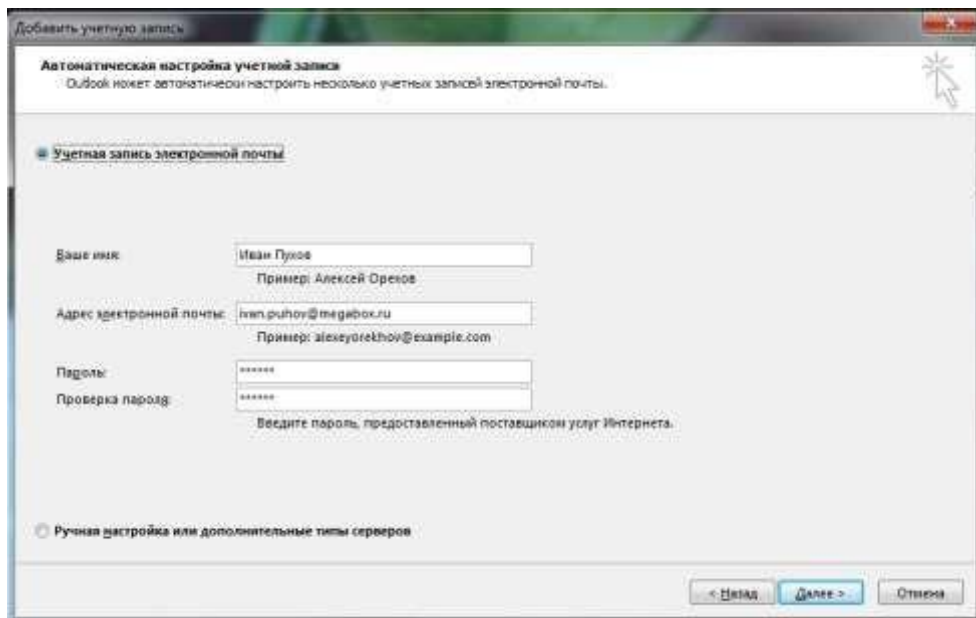 Добавить учетную запись
Автоматическая настройка учетной записи
Outlook может автоматически настроить несколько учетных записей электронной почты.
Учетная запись электронной почты
Ваше имя: Иван Пухов
Пример: Алексей Орехов
Адрес электронной почты: ivan.puhov@megabox.ru
Пример: alexeyorekhov@example.com
Пароль: ******
Проверка пароля: ******
Введите пароль, предоставленный поставщиком услуг Интернета.
Ручная настройка или дополнительные типы серверов
< Назад Далее > Отмена